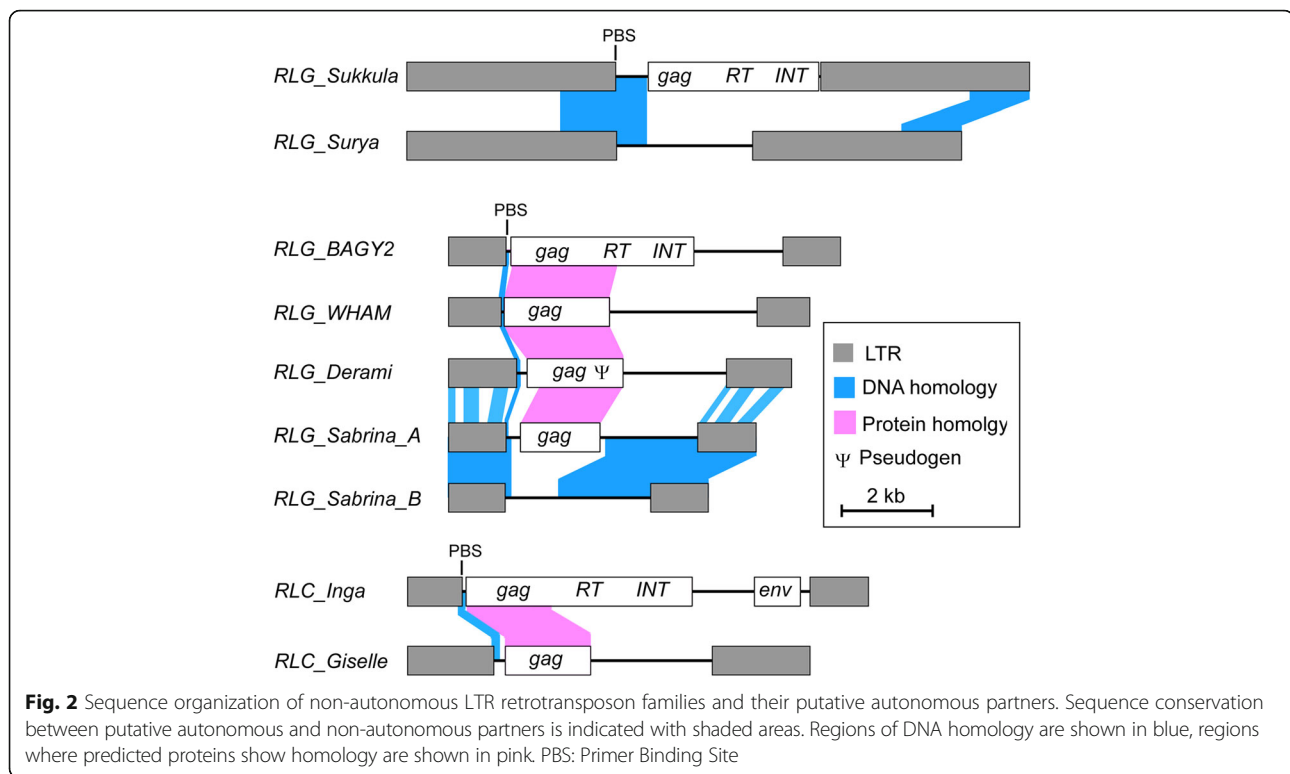 PBS
RLG_Sukkula gag RT INT
RLG_Surya
PBS
RLG_BAGY2 gag RT INT
RLG_WHAM gag
RLG_Derami gag Ψ
RLG_Sabrina_A gag
RLG_Sabrina_B
LTR
DNA homology
Protein homolgy
Ψ Pseudogen
2 kb
PBS
RLC_Inga gag RT INT env
RLC_Giselle gag
Fig. 2 Sequence organization of non-autonomous LTR retrotransposon families and their putative autonomous partners. Sequence conservation
between putative autonomous and non-autonomous partners is indicated with shaded areas. Regions of DNA homology are shown in blue, regions
where predicted proteins show homology are shown in pink. PBS: Primer Binding Site